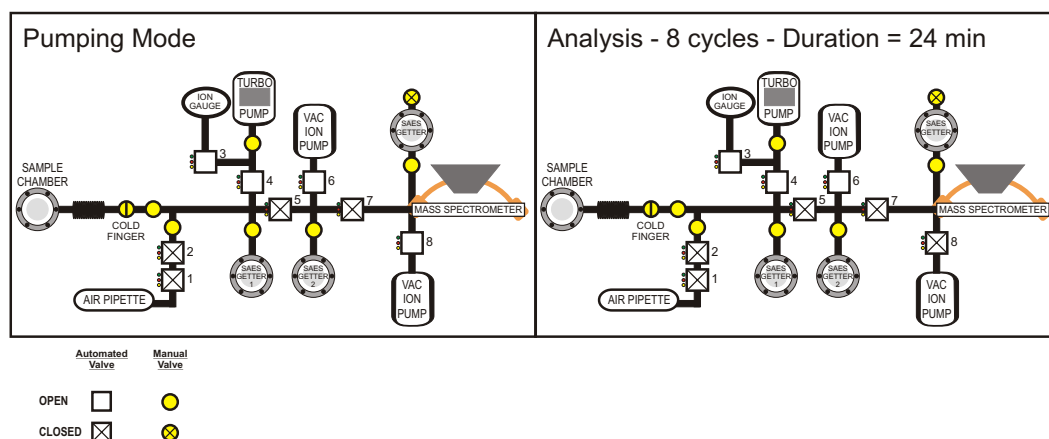 Pumping Mode
ION
GAUGE
TURBO
PUMP
3
VAC
ION
PUMP
SAES
GETTER
SAMPLE
CHAMBER
4
6
5
7
COLD
FINGER
MASS SPECTROMETER
2
8
1
SAES
GETTER
1
SAES
GETTER
2
AIR PIPETTE
VAC
ION
PUMP
Analysis - 8 cycles - Duration = 24 min
ION
GAUGE
TURBO
PUMP
3
VAC
ION
PUMP
SAES
GETTER
SAMPLE
CHAMBER
4
6
5
7
COLD
FINGER
MASS SPECTROMETER
2
8
1
SAES
GETTER
1
SAES
GETTER
2
AIR PIPETTE
VAC
ION
PUMP
Automated
Valve
Manual
Valve
OPEN
CLOSED